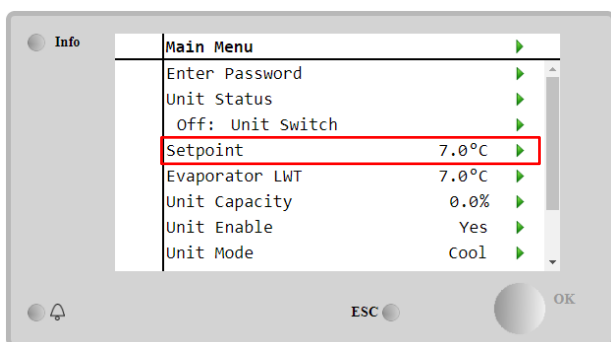 Info
Main Menu
Enter Password
Unit Status
Off: Unit Switch
Setpoint 7.0°C
Evaporator LWT 7.0°C
Unit Capacity 0.0%
Unit Enable Yes
Unit Mode Cool
ESC
OK